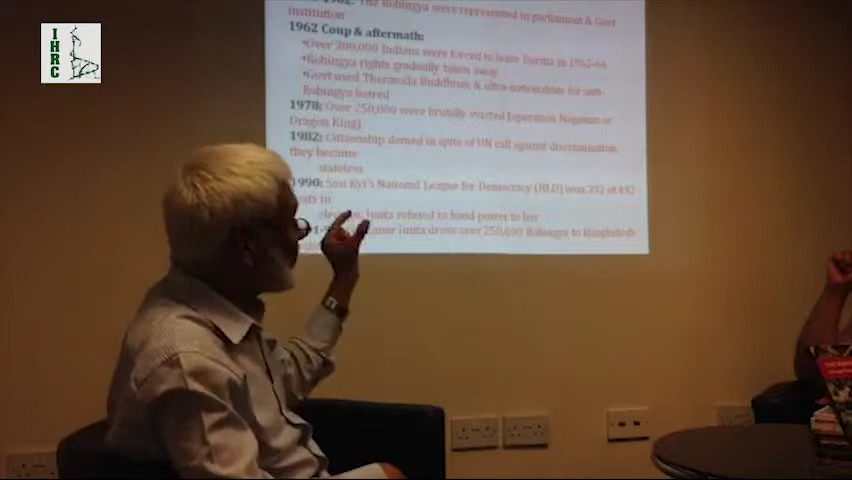 IHRC
1962: The Rohingya were represented in parliament & Govt
institution
1962 Coup & aftermath:
•Over 300,000 Indians were forced to leave Burma in 1962-64
•Rohingya rights gradually taken away
•Govt used Theravada Buddhism & ultra-nationalism for anti-
Rohingya hatred
1978: Over 250,000 were brutally evicted (operation Nagamin or
Dragon King)
1982: Citizenship denied in spite of UN call against discrimination,
they became
stateless
1990: Suu Kyi's National League for Democracy (NLD) won 392 of 492
in
Junta refused to hand power to her
Junta drove over 250,000 Rohingya to Bangladesh